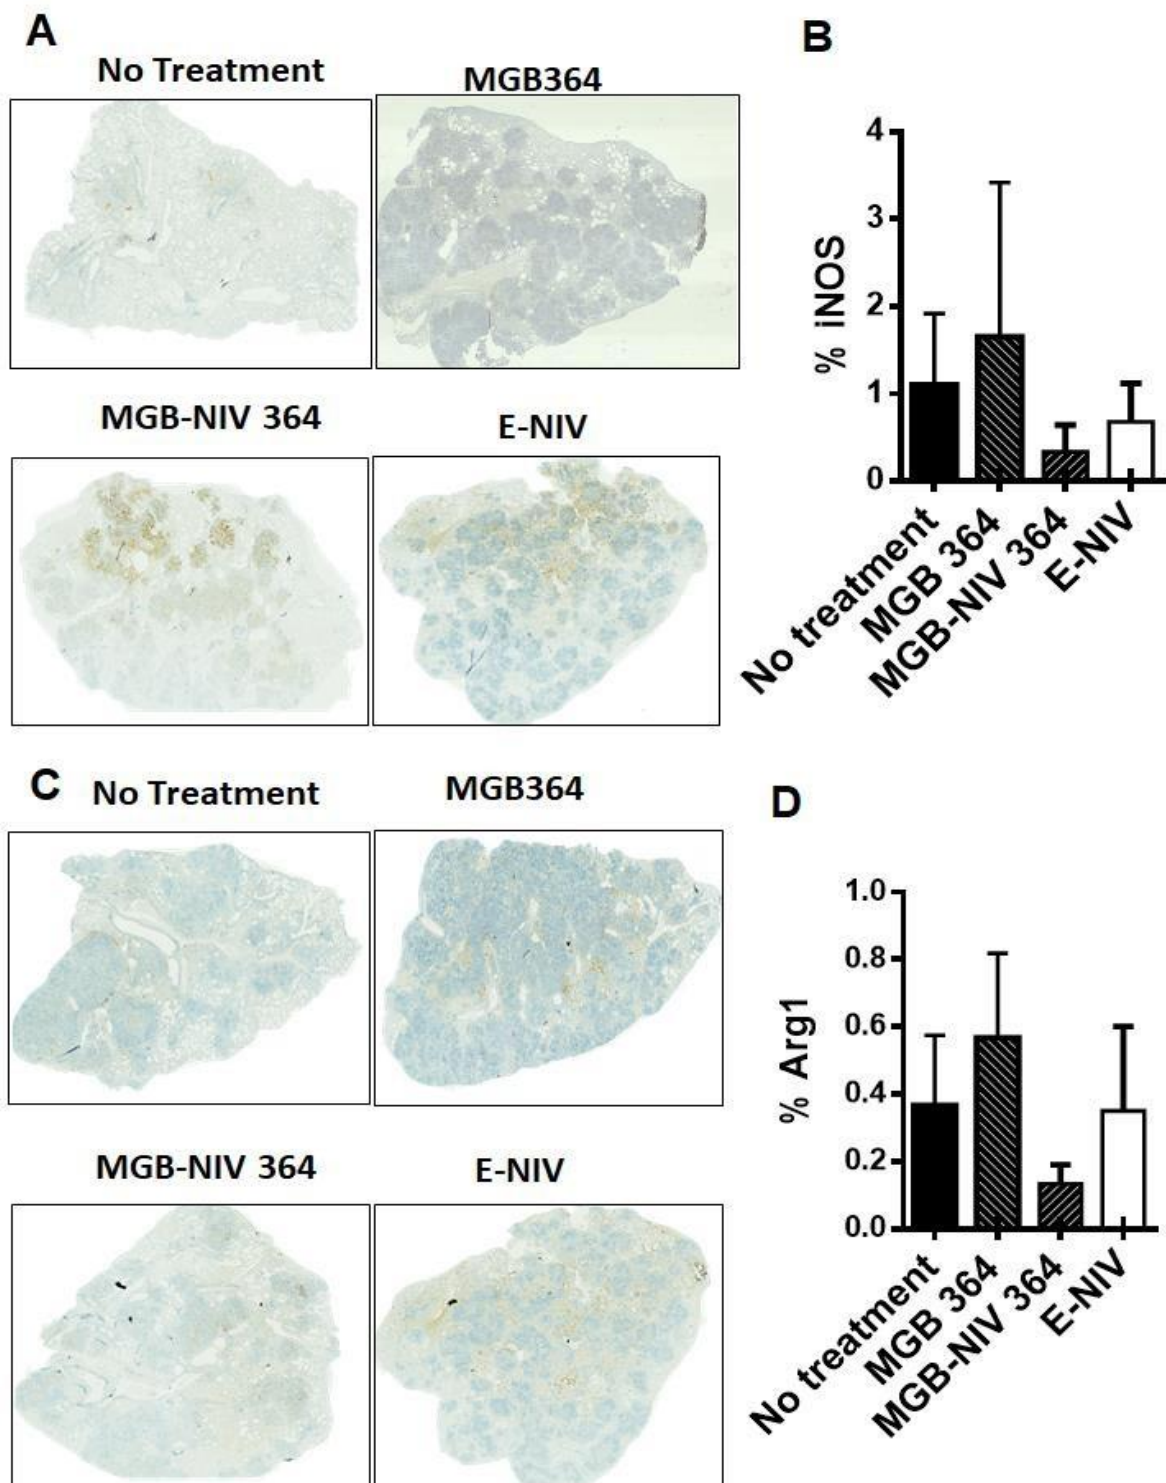 A
No Treatment
MGB364
MGB-NIV 364
E-NIV
B
4
3
2
1
0
% iNOS
No treatment
MGB 364
MGB-NIV 364
E-NIV
C
No Treatment
MGB364
MGB-NIV 364
E-NIV
D
1.0
0.8
0.6
0.4
0.2
0.0
% Arg1
No treatment
MGB 364
MGB-NIV 364
E-NIV